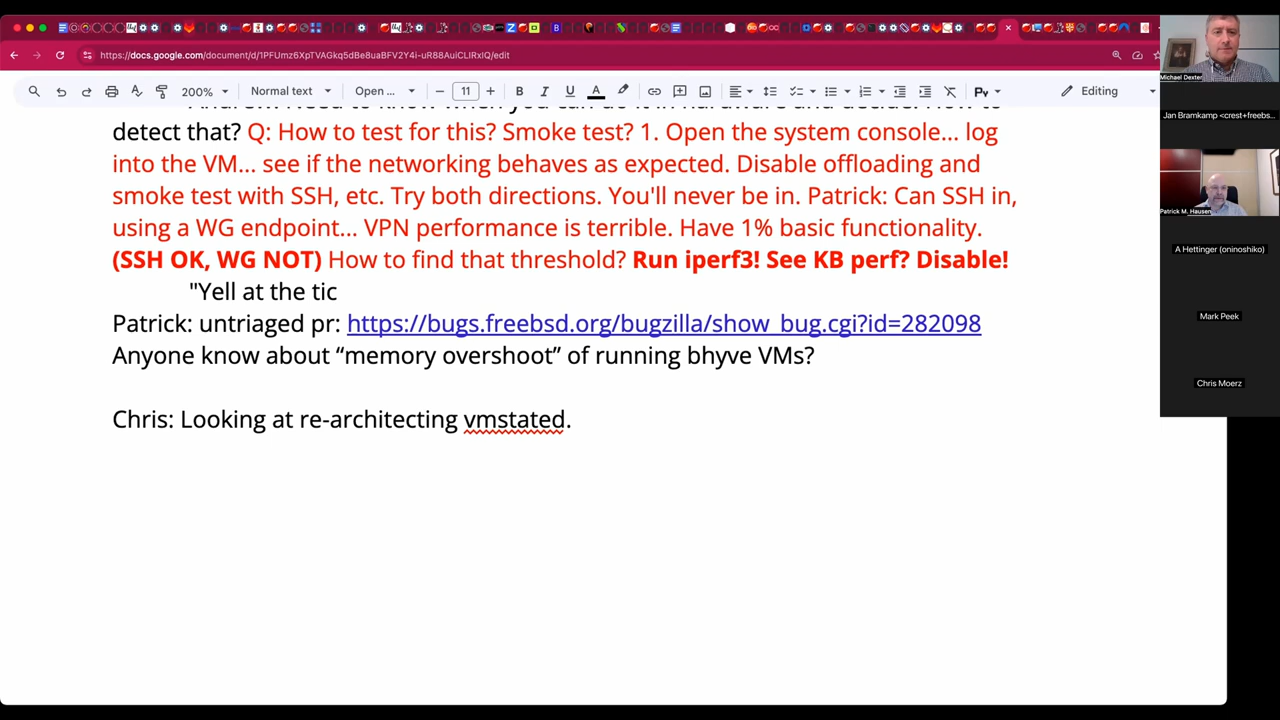 https://docs.google.com/document/d/1PFUmz6XpTVAGkq5dBe8uaBFV2Y4I-uR88AuiCLIRxIQ/edit
200% Normal text Open ... 11 Editing
detect that? Q: How to test for this? Smoke test? 1. Open the system console... log
into the VM... see if the networking behaves as expected. Disable offloading and
smoke test with SSH, etc. Try both directions. You'll never be in. Patrick: Can SSH in,
using a WG endpoint... VPN performance is terrible. Have 1% basic functionality.
(SSH OK, WG NOT) How to find that threshold? Run iperf3! See KB perf? Disable!
"Yell at the tic
Patrick: untriaged pr: https://bugs.freebsd.org/bugzilla/show_bug.cgi?id=282098
Anyone know about “memory overshoot” of running bhyve VMs?
Chris: Looking at re-architecting vmstated.
Michael Dexter
Jan Bramkamp <crest+freebs...
Patrick M. Hausen
A Hettinger (oninoshiko)
Mark Peek
Chris Moerz